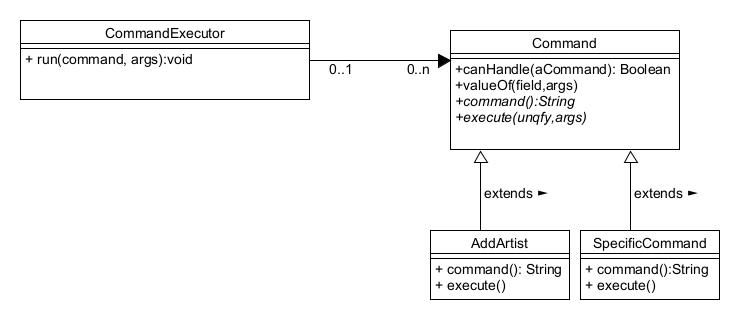 CommandExecutor
+ run(command, args):void
0..1
0..n
Command
+canHandle(aCommand): Boolean
+valueOf(field,args)
+command():String
+execute(unqfy,args)
extends ►
extends ►
AddArtist
+ command(): String
+ execute()
SpecificCommand
+ command():String
+ execute()